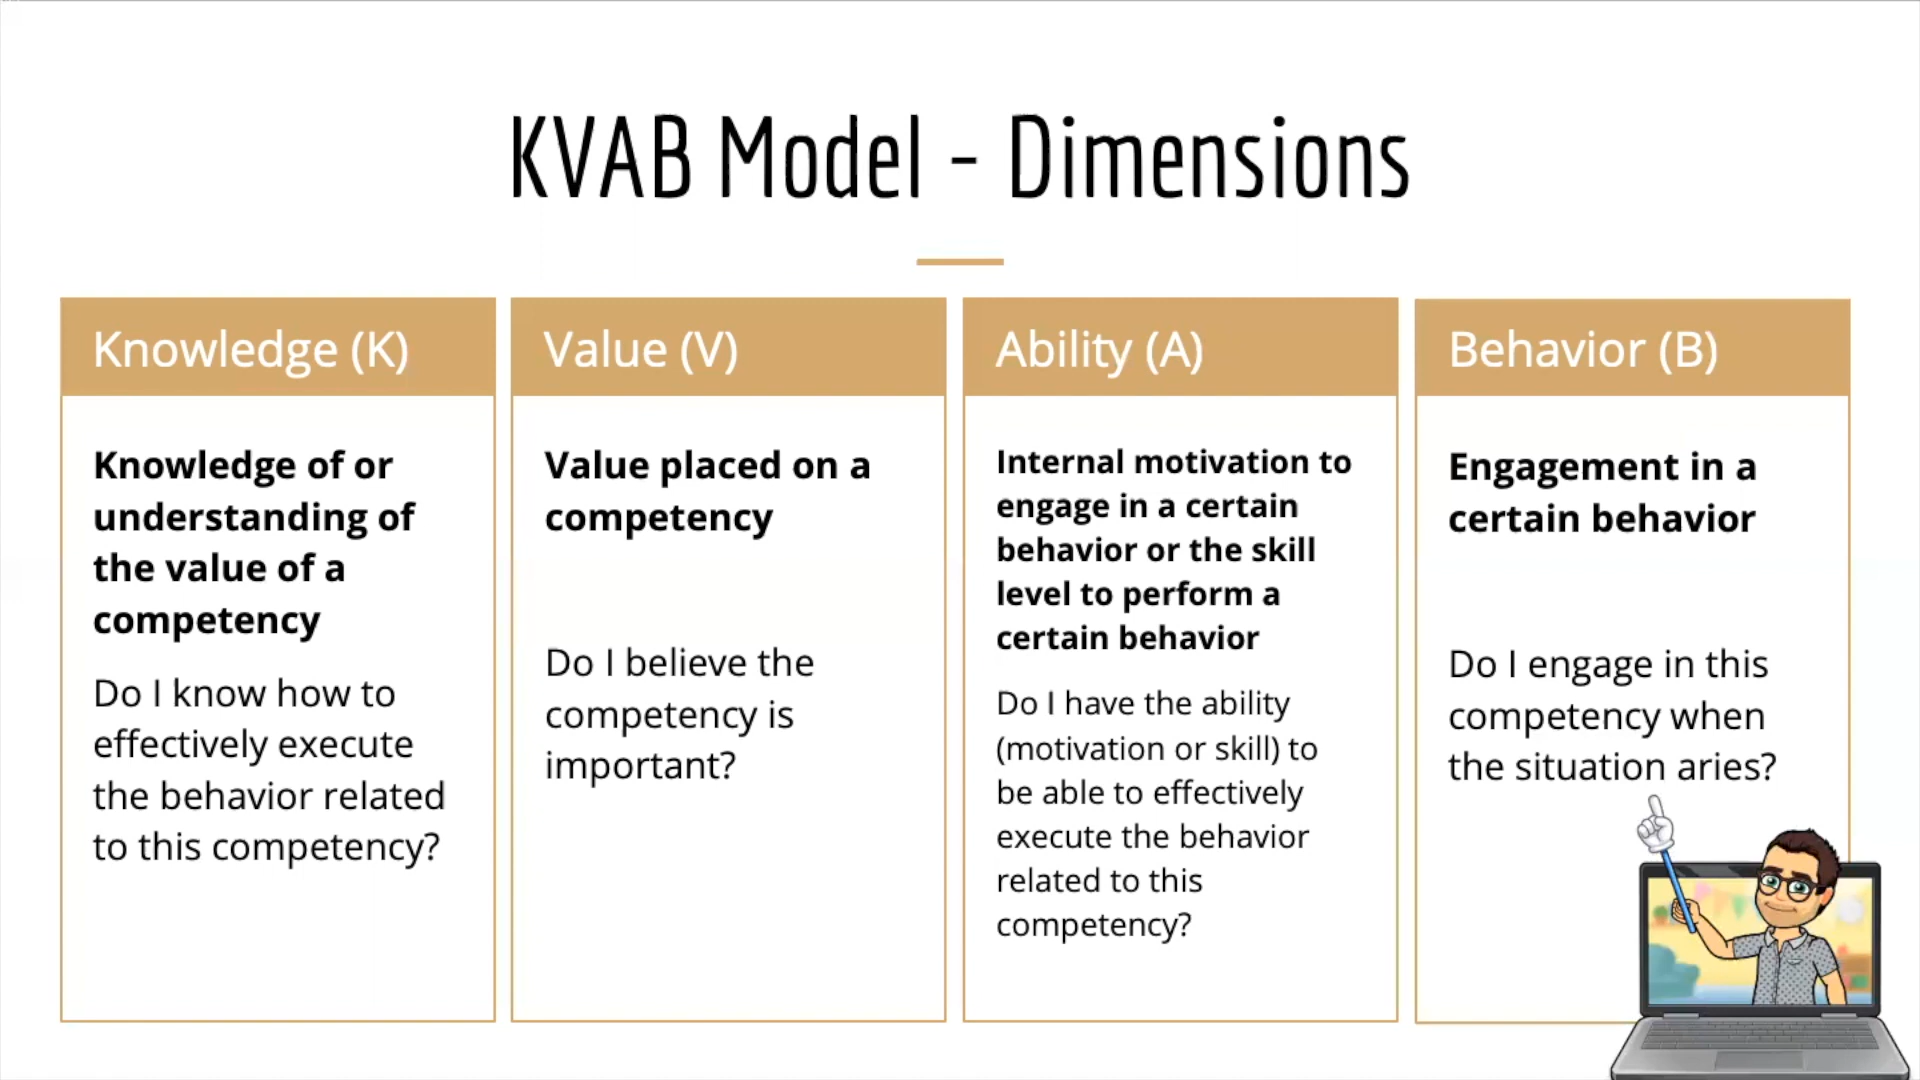 KVAB Model - Dimensions
Knowledge (K)
Knowledge of or
understanding of
the value of a
competency
Do I know how to
effectively execute
the behavior related
to this competency?
Value (V)
Value placed on a
competency
Do I believe the
competency is
important?
Ability (A)
Internal motivation to
engage in a certain
behavior or the skill
level to perform a
certain behavior
Do I have the ability
(motivation or skill) to
be able to effectively
execute the behavior
related to this
competency?
Behavior (B)
Engagement in a
certain behavior
Do I engage in this
competency when
the situation aries?